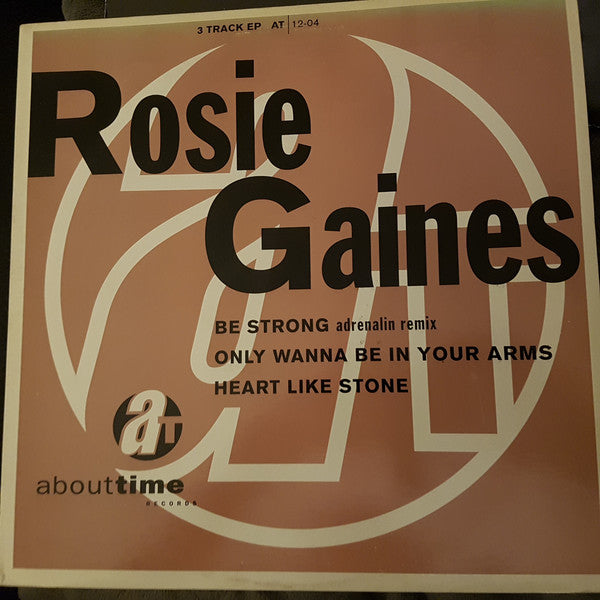 3 TRACK EP AT 12-04
Rosie
Gaines
BE STRONG adrenalin remix
ONLY WANNA BE IN YOUR ARMS
HEART LIKE STONE
aT
abouttime
RECORDS